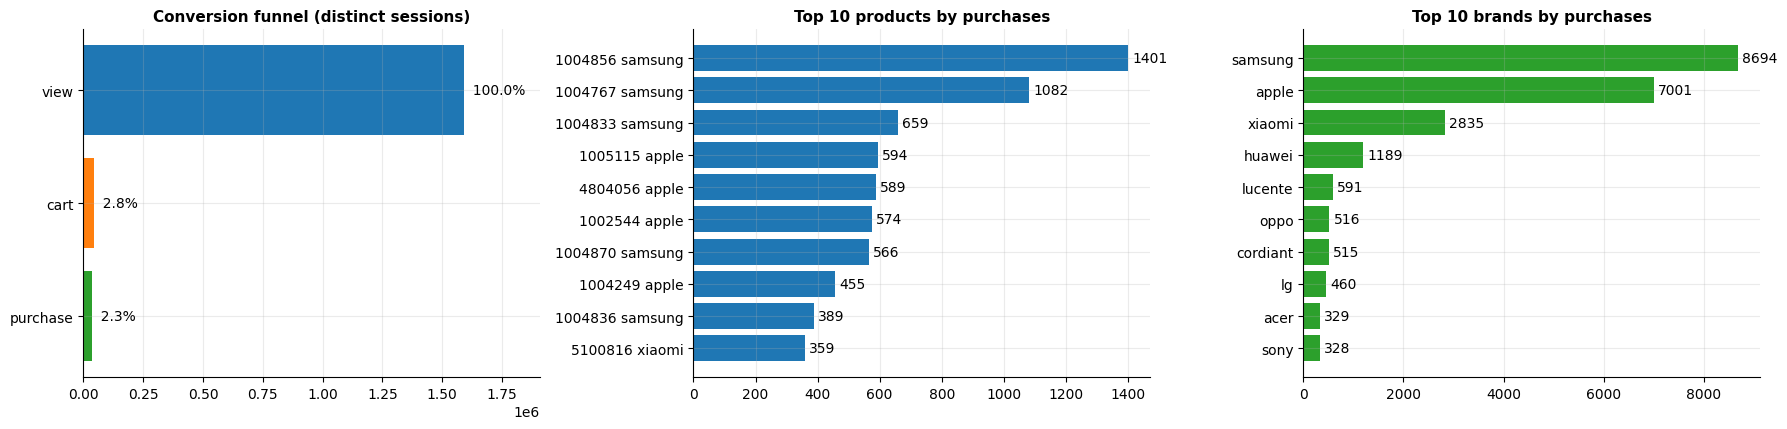 Conversion funnel (distinct sessions)
view
100.0%
cart
2.8%
purchase
2.3%
0.00 0.25 0.50 0.75 1.00 1.25 1.50 1.75
1e6
Top 10 products by purchases
1004856 samsung 1401
1004767 samsung 1082
1004833 samsung 659
1005115 apple 594
4804056 apple 589
1002544 apple 574
1004870 samsung 566
1004249 apple 455
1004836 samsung 389
5100816 xiaomi 359
0 200 400 600 800 1000 1200 1400
Top 10 brands by purchases
samsung 8694
apple 7001
xiaomi 2835
huawei 1189
lucente 591
oppo 516
cordiant 515
lg 460
acer 329
sony 328
0 2000 4000 6000 8000